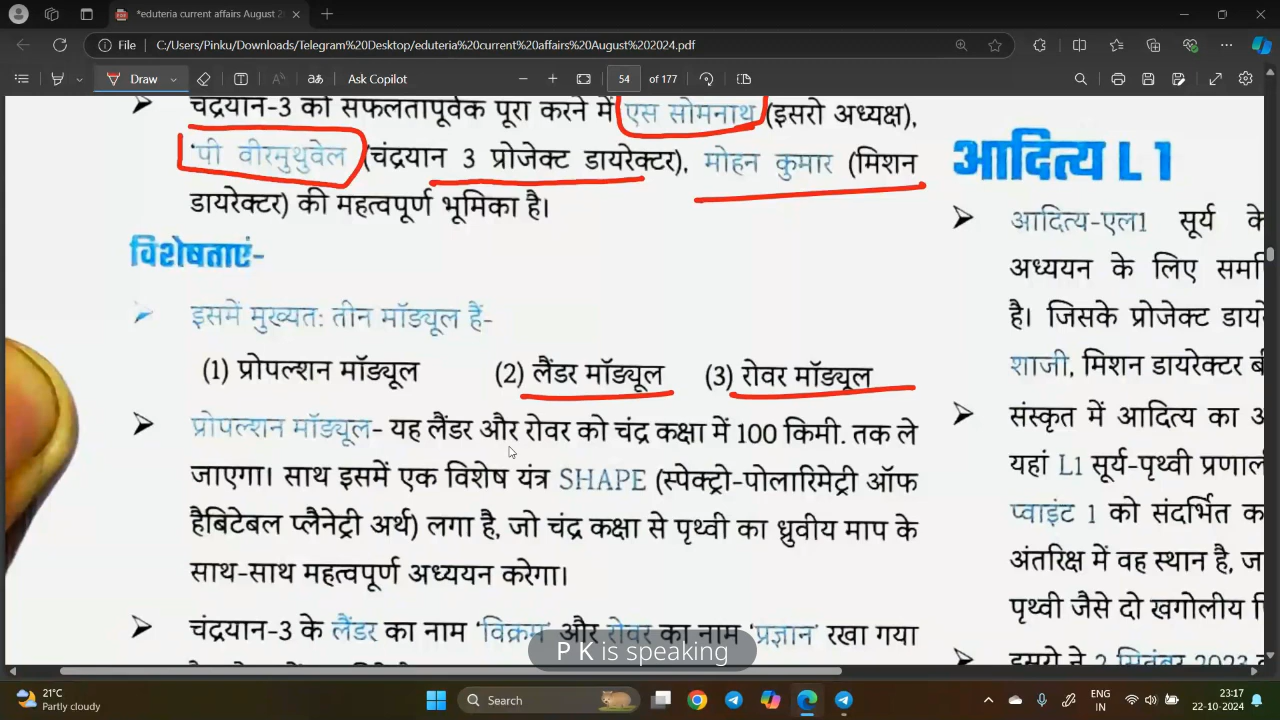 *eduteria current affairs August 2
File
C:/Users/Pinku/Downloads/Telegram%20Desktop/eduteria%20current%20affairs%20August%202024.pdf
Draw
Ask Copilot
54 of 177
चंद्रयान-3 को सफलतापूर्वक पूरा करने में एस सोमनाथ (इसरो अध्यक्ष),
'पी वीरमुथुवेल (चंद्रयान 3 प्रोजेक्ट डायरेक्टर), मोहन कुमार (मिशन
डायरेक्टर) की महत्वपूर्ण भूमिका है।
विशेषताएं-
इसमें मुख्यतः तीन मॉड्यूल हैं-
(1) प्रोपल्शन मॉड्यूल (2) लैंडर मॉड्यूल (3) रोवर मॉड्यूल
प्रोपल्शन मॉड्यूल- यह लैंडर और रोवर को चंद्र कक्षा में 100 किमी. तक ले
जाएगा। साथ इसमें एक विशेष यंत्र SHAPE (स्पेक्ट्रो-पोलारिमेट्री ऑफ
हैबिटेबल प्लैनेट्री अर्थ) लगा है, जो चंद्र कक्षा से पृथ्वी का ध्रुवीय माप के
साथ-साथ महत्वपूर्ण अध्ययन करेगा।
चंद्रयान-3 के लैंडर का नाम 'विक्रम' और रोवर का नाम 'प्रज्ञान' रखा गया
आदित्य L 1
आदित्य-एल1 सूर्य के
अध्ययन के लिए समर्पि
है। जिसके प्रोजेक्ट डाय
शाजी, मिशन डायरेक्टर बी
संस्कृत में आदित्य का अ
यहां L1 सूर्य-पृथ्वी प्रणाल
प्वाइंट 1 को संदर्भित क
अंतरिक्ष में वह स्थान है, ज
पृथ्वी जैसे दो खगोलीय
इसरो ने 2 सितंबर 2023
P K is speaking
21°C
Partly cloudy
Search
ENG
IN
23:17
22-10-2024